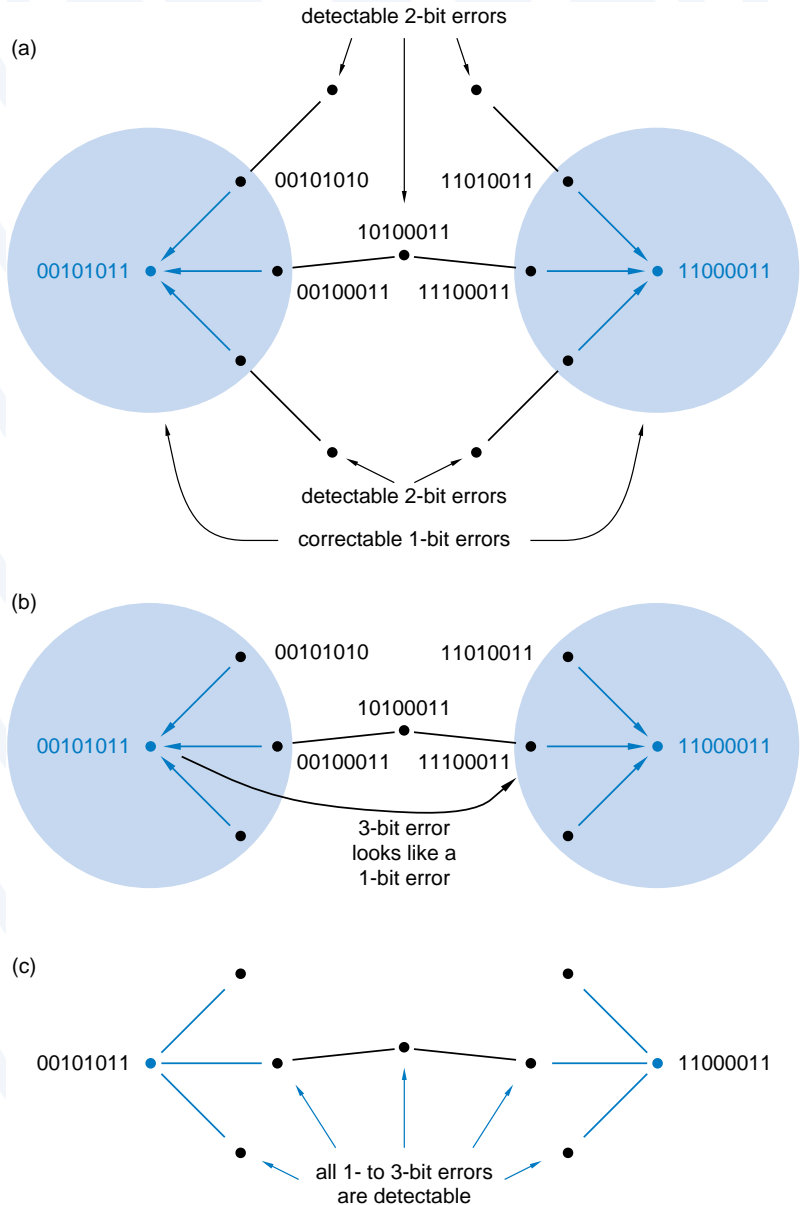 detectable 2-bit errors
(a)
00101010 11010011
10100011
00101011 11000011
00100011 11100011
detectable 2-bit errors
correctable 1-bit errors
(b)
00101010 11010011
10100011
00101011 11000011
00100011 11100011
3-bit error
looks like a
1-bit error
(c)
00101011 11000011
all 1- to 3-bit errors
are detectable